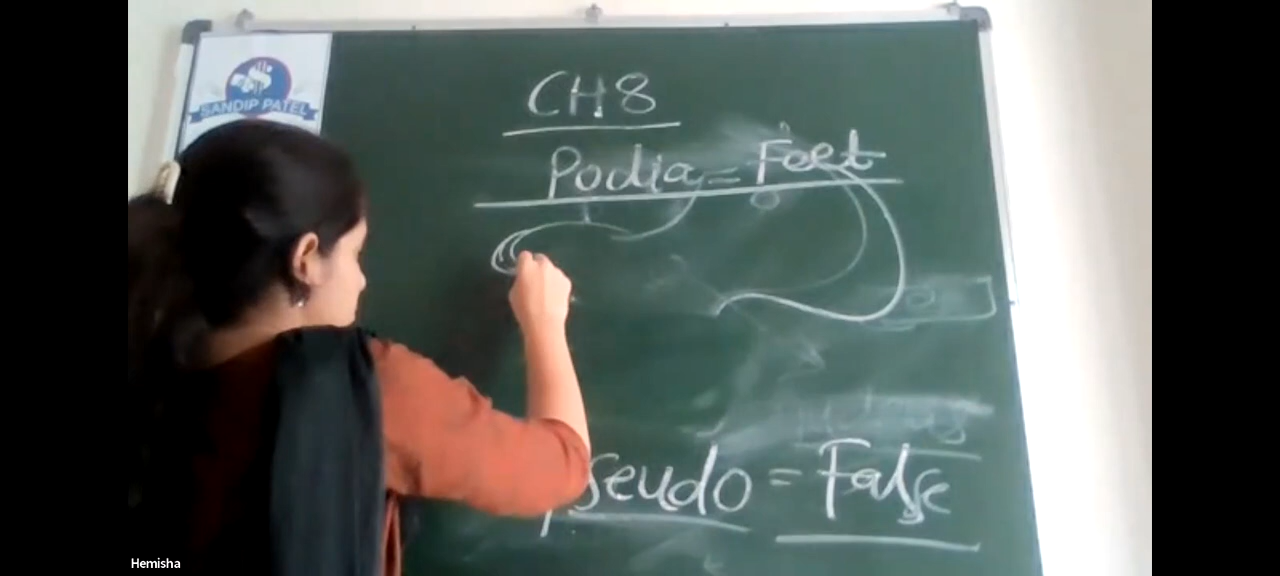 SANDIP PATEL
CH8
Podia = Feet
Pseudo = False
Hemisha